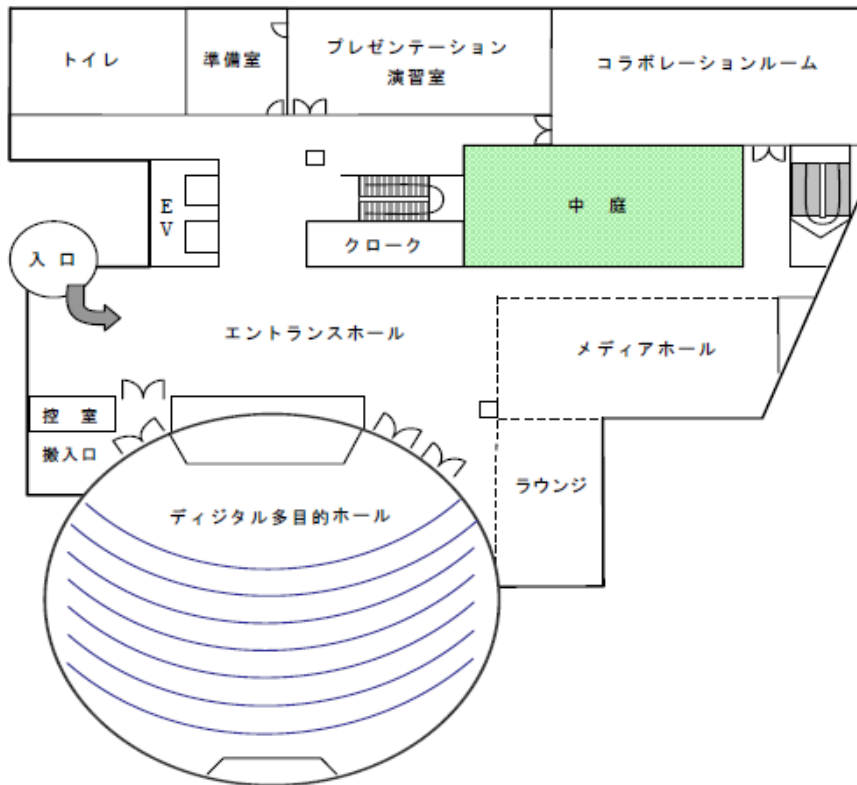 トイレ
準備室
プレゼンテーション
演習室
コラボレーションルーム
EV
中庭
クローク
入口
エントランスホール
メディアホール
控室
搬入口
ラウンジ
ディジタル多目的ホール